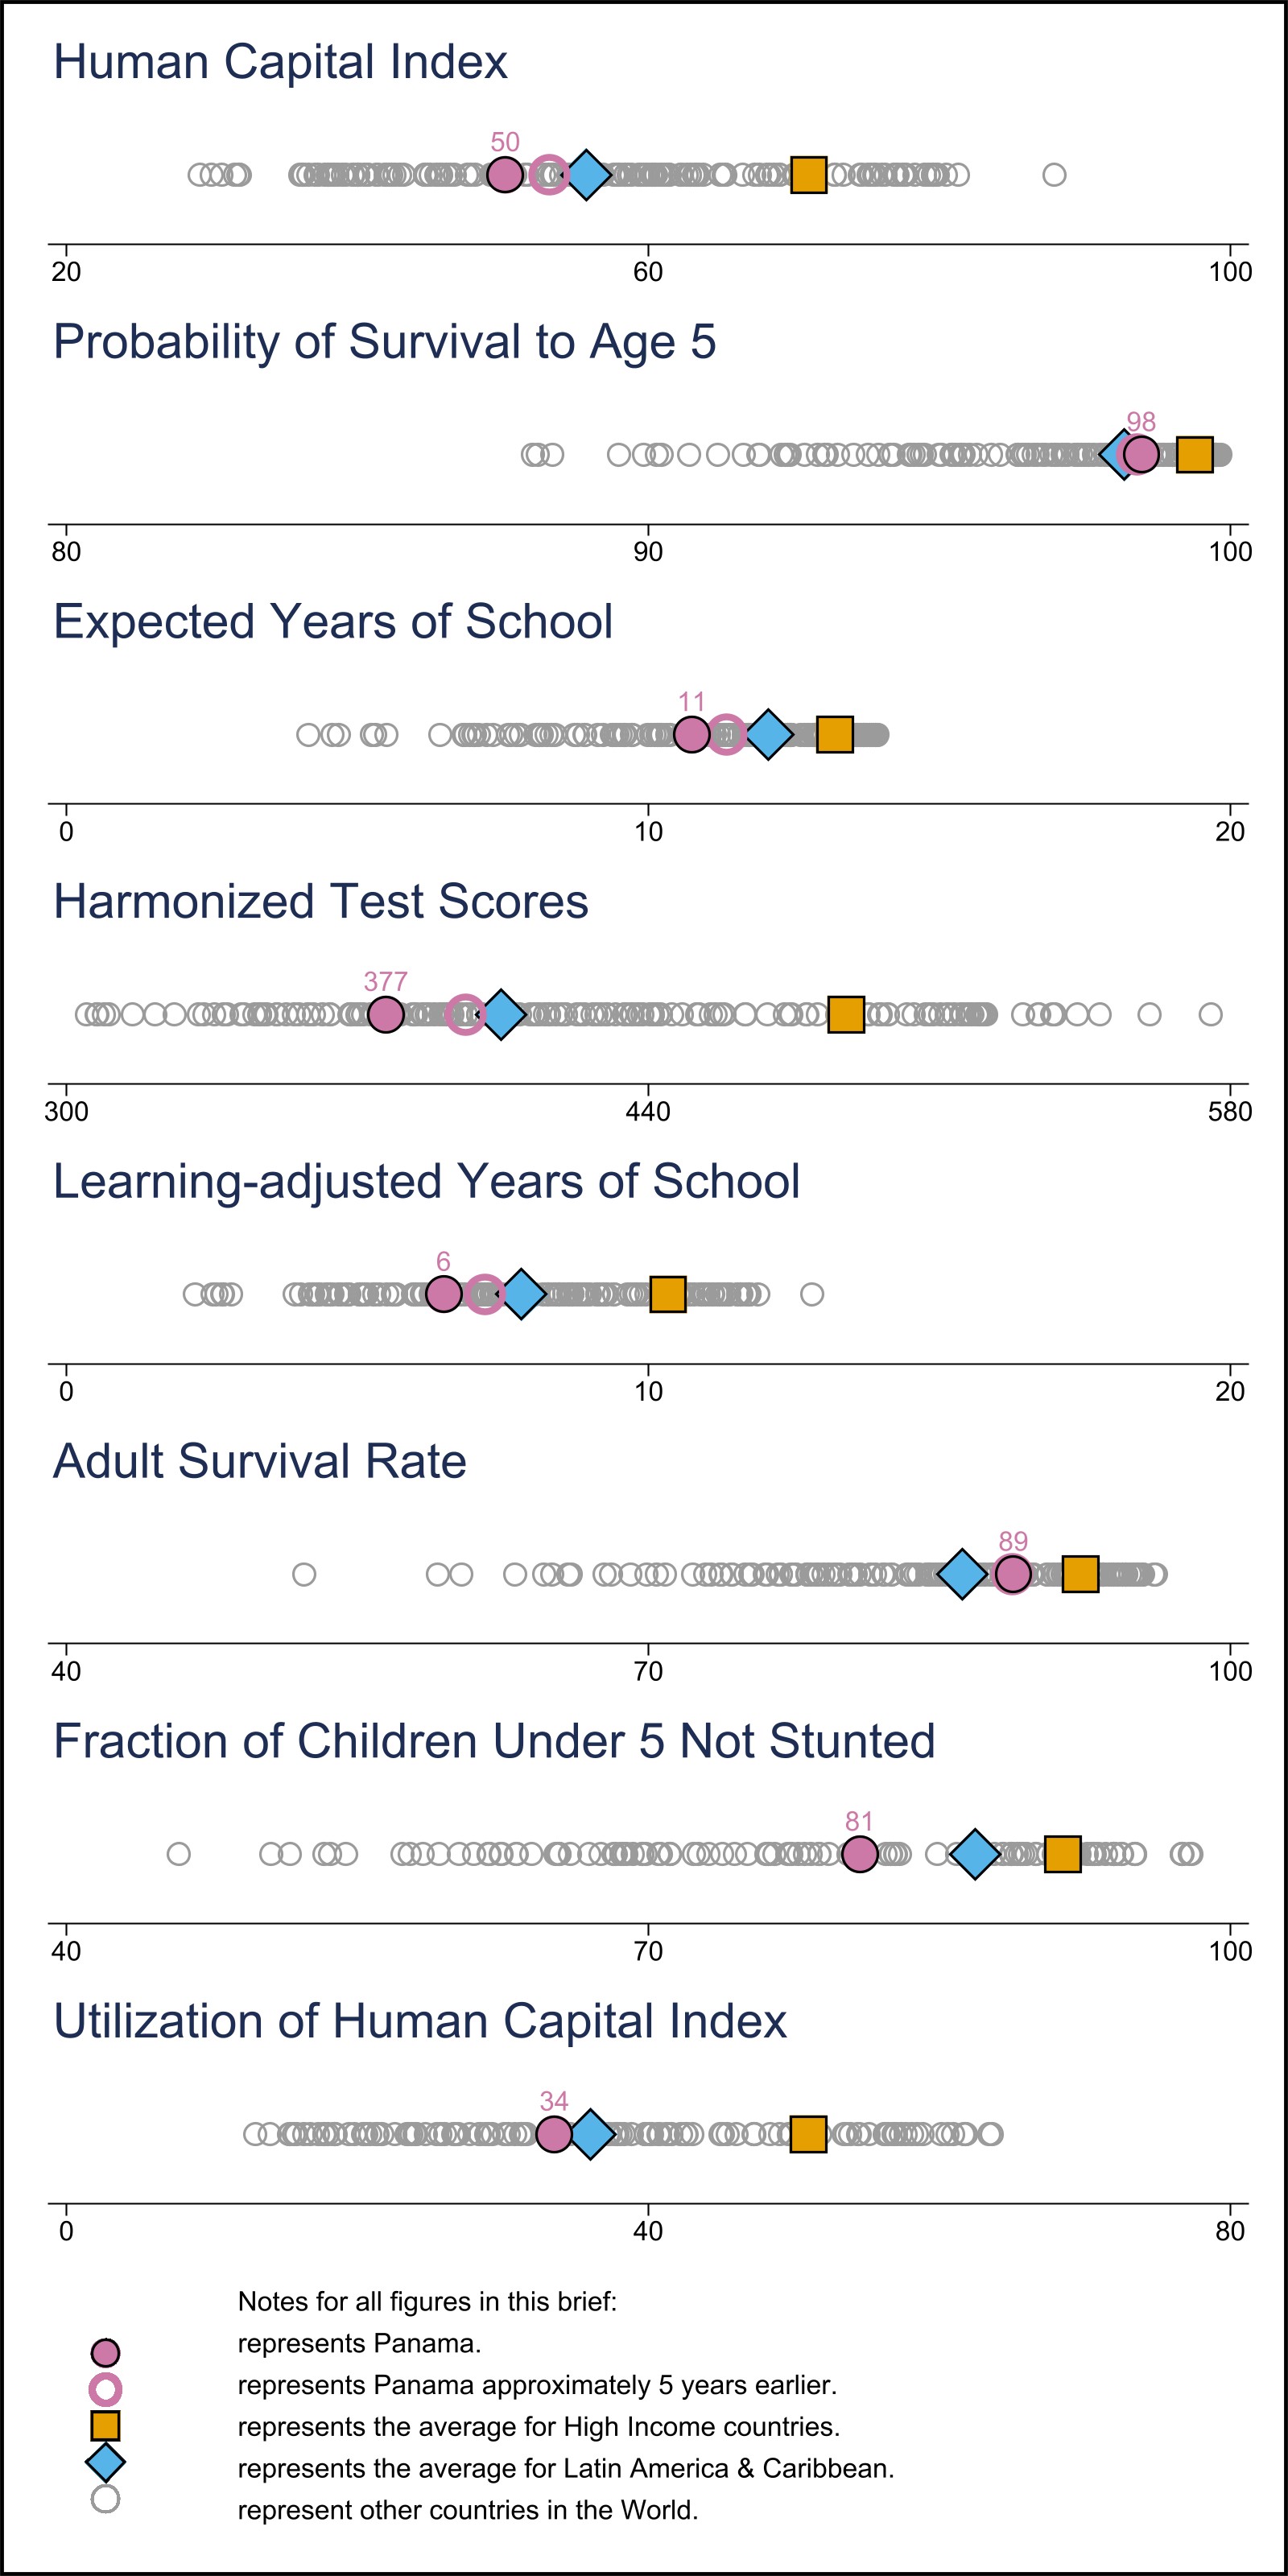 Human Capital Index
50
20 60 100
Probability of Survival to Age 5
98
80 90 100
Expected Years of School
11
0 10 20
Harmonized Test Scores
377
300 440 580
Learning-adjusted Years of School
6
0 10 20
Adult Survival Rate
89
40 70 100
Fraction of Children Under 5 Not Stunted
81
40 70 100
Utilization of Human Capital Index
34
0 40 80
Notes for all figures in this brief:
represents Panama.
represents Panama approximately 5 years earlier.
represents the average for High Income countries.
represents the average for Latin America & Caribbean.
represent other countries in the World.